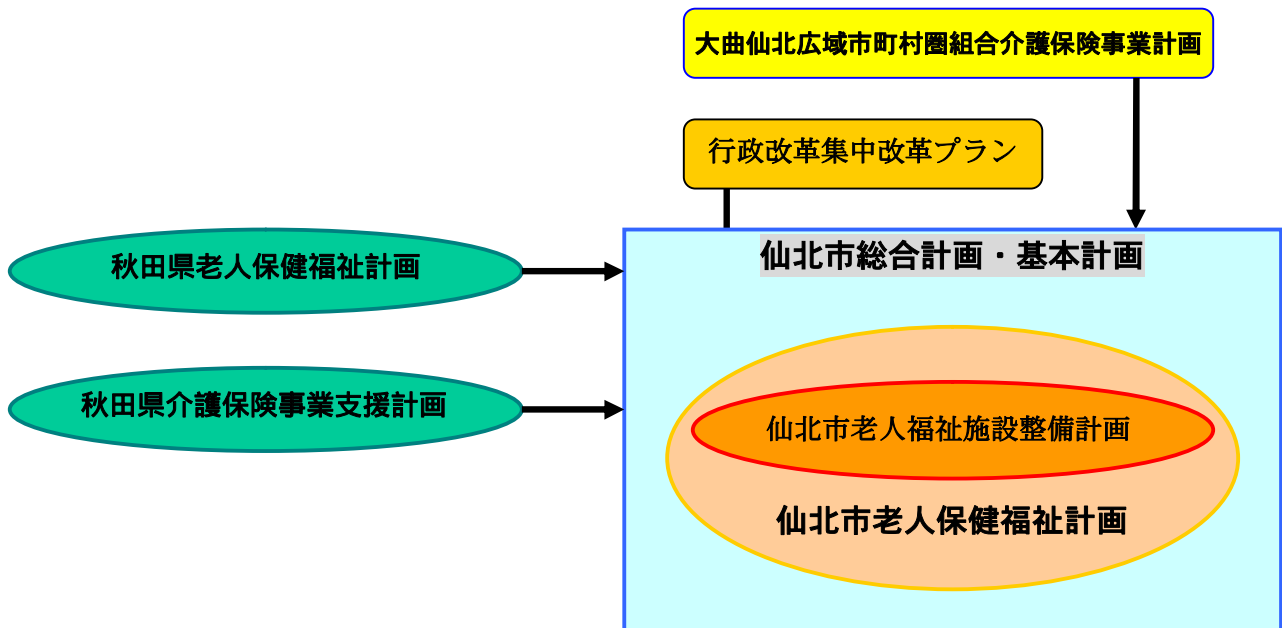 大曲仙北広域市町村圏組合介護保険事業計画
行政改革集中改革プラン
仙北市総合計画・基本計画
秋田県老人保健福祉計画
秋田県介護保険事業支援計画
仙北市老人福祉施設整備計画
仙北市老人保健福祉計画